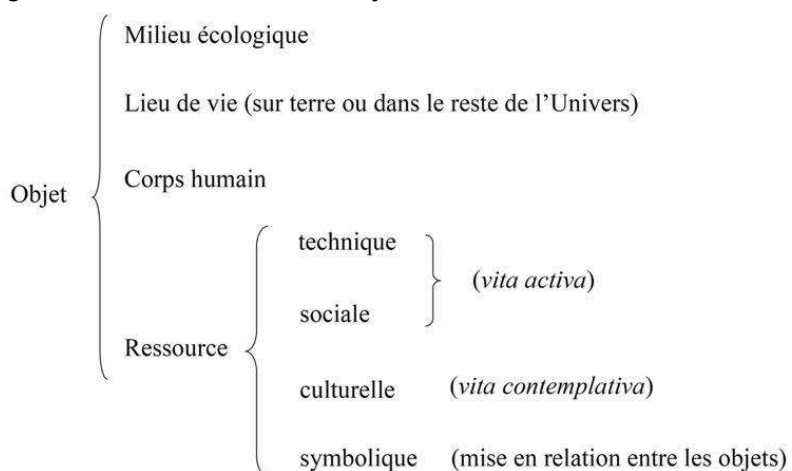 Milieu écologique
Lieu de vie (sur terre ou dans le reste de l’Univers)
Objet
Corps humain
technique
(vita activa)
sociale
Ressource
culturelle (vita contemplativa)
symbolique (mise en relation entre les objets)